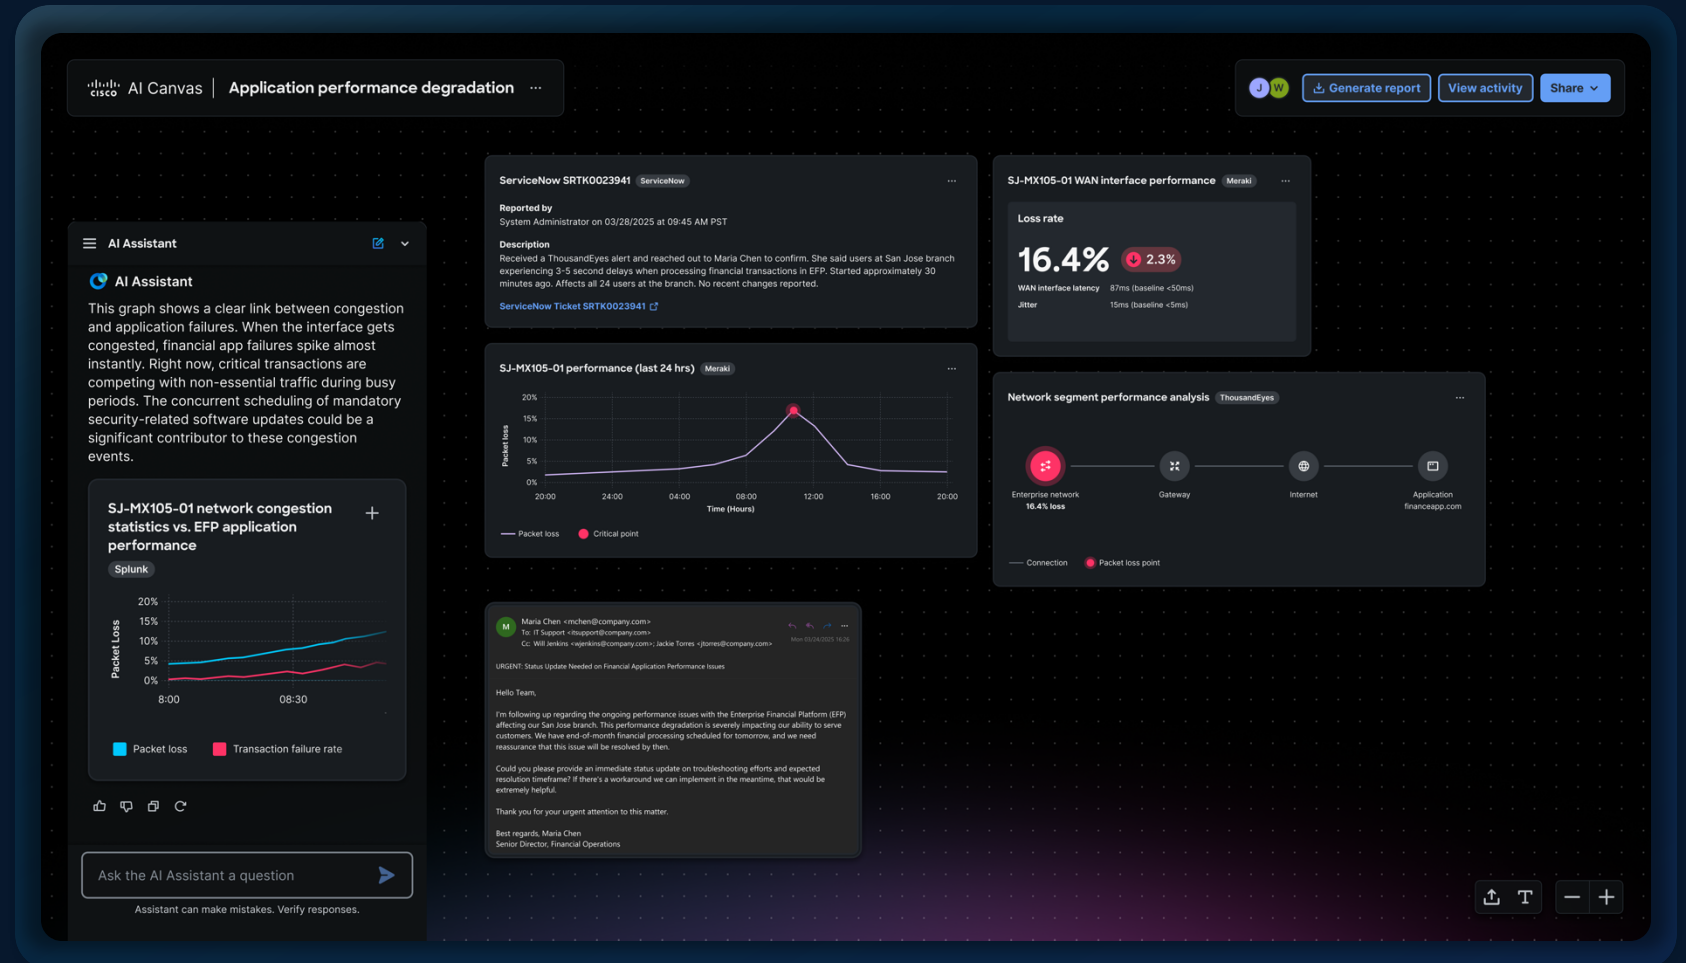 CISCO AI Canvas | Application performance degradation ...
J W Generate report View activity Share
AI Assistant
AI Assistant
This graph shows a clear link between congestion
and application failures. When the interface gets
congested, financial app failures spike almost
instantly. Right now, critical transactions are
competing with non-essential traffic during busy
periods. The concurrent scheduling of mandatory
security-related software updates could be a
significant contributor to these congestion
events.
SJ-MX105-01 network congestion
statistics vs. EFP application
performance
Splunk
20%
15%
10%
5%
0%
Packet Loss
8:00 08:30
Packet loss Transaction failure rate
Ask the AI Assistant a question
Assistant can make mistakes. Verify responses.
ServiceNow SRTK0023941 ServiceNow ...
Reported by
System Administrator on 03/28/2025 at 09:45 AM PST
Description
Received a ThousandEyes alert and reached out to Maria Chen to confirm. She said users at San Jose branch
experiencing 3-5 second delays when processing financial transactions in EFP. Started approximately 30
minutes ago. Affects all 24 users at the branch. No recent changes reported.
ServiceNow Ticket SRTK0023941
SJ-MX105-01 performance (last 24 hrs) Meraki ...
20%
15%
10%
5%
0%
Packet loss
20:00 24:00 04:00 08:00 12:00 16:00 20:00
Time (Hours)
Packet loss Critical point
M
Maria Chen <mchen@company.com>
To: IT Support <itsupport@company.com>
Cc: Will Jenkins <wjenkins@company.com>; Jackie Torres <jtorres@company.com>
Mon 03/24/2025 16:26
URGENT: Status Update Needed on Financial Application Performance Issues
Hello Team,
I'm following up regarding the ongoing performance issues with the Enterprise Financial Platform (EFP)
affecting our San Jose branch. This performance degradation is severely impacting our ability to serve
customers. We have end-of-month financial processing scheduled for tomorrow, and we need
reassurance that this issue will be resolved by then.
Could you please provide an immediate status update on troubleshooting efforts and expected
resolution timeframe? If there's a workaround we can implement in the meantime, that would be
extremely helpful.
Thank you for your urgent attention to this matter.
Best regards, Maria Chen
Senior Director, Financial Operations
SJ-MX105-01 WAN interface performance Meraki ...
Loss rate
16.4% 2.3%
WAN interface latency 87ms (baseline <50ms)
Jitter 15ms (baseline <5ms)
Network segment performance analysis ThousandEyes ...
Enterprise network Gateway Internet Application
16.4% loss financeapp.com
Connection Packet loss point
T